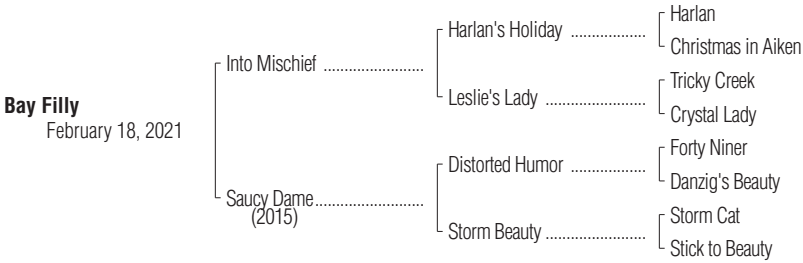 Harlan
Harlan's Holiday ...................
Christmas in Aiken
Into Mischief .........................
Tricky Creek
Leslie's Lady .........................
Crystal Lady
Bay Filly
February 18, 2021
Forty Niner
Distorted Humor ...................
Danzig's Beauty
Saucy Dame...........................
(2015)
Storm Cat
Storm Beauty .........................
Stick to Beauty